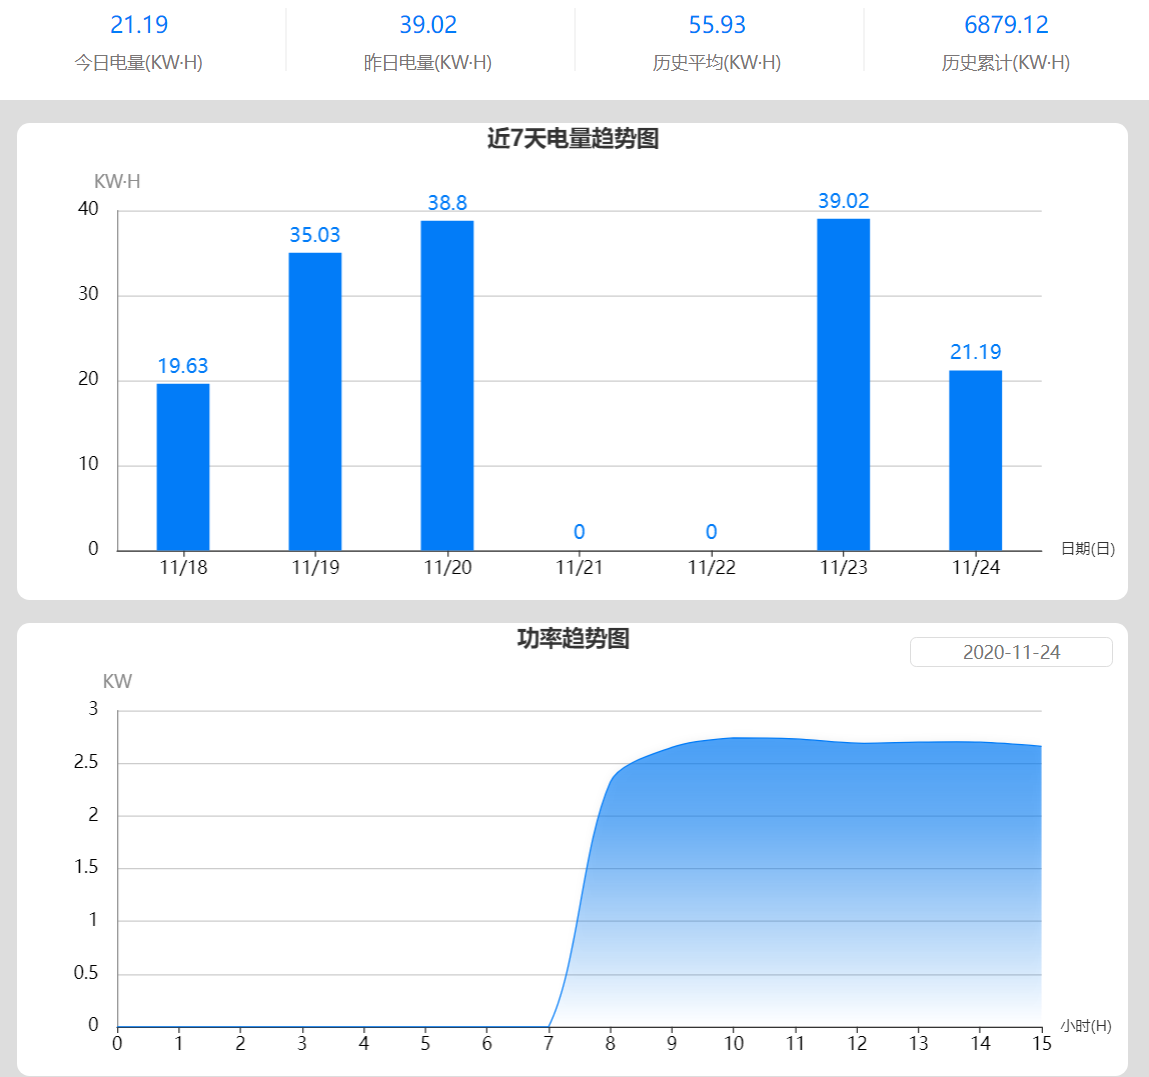 21.19 39.02 55.93 6879.12
今日电量(KW·H) 昨日电量(KW·H) 历史平均(KW·H) 历史累计(KW·H)
近7天电量趋势图
KW·H
40
30
20
10
0
19.63 35.03 38.8 0 0 39.02 21.19
11/18 11/19 11/20 11/21 11/22 11/23 11/24
日期(日)
功率趋势图
2020-11-24
KW
3
2.5
2
1.5
1
0.5
0
0 1 2 3 4 5 6 7 8 9 10 11 12 13 14 15
小时(H)